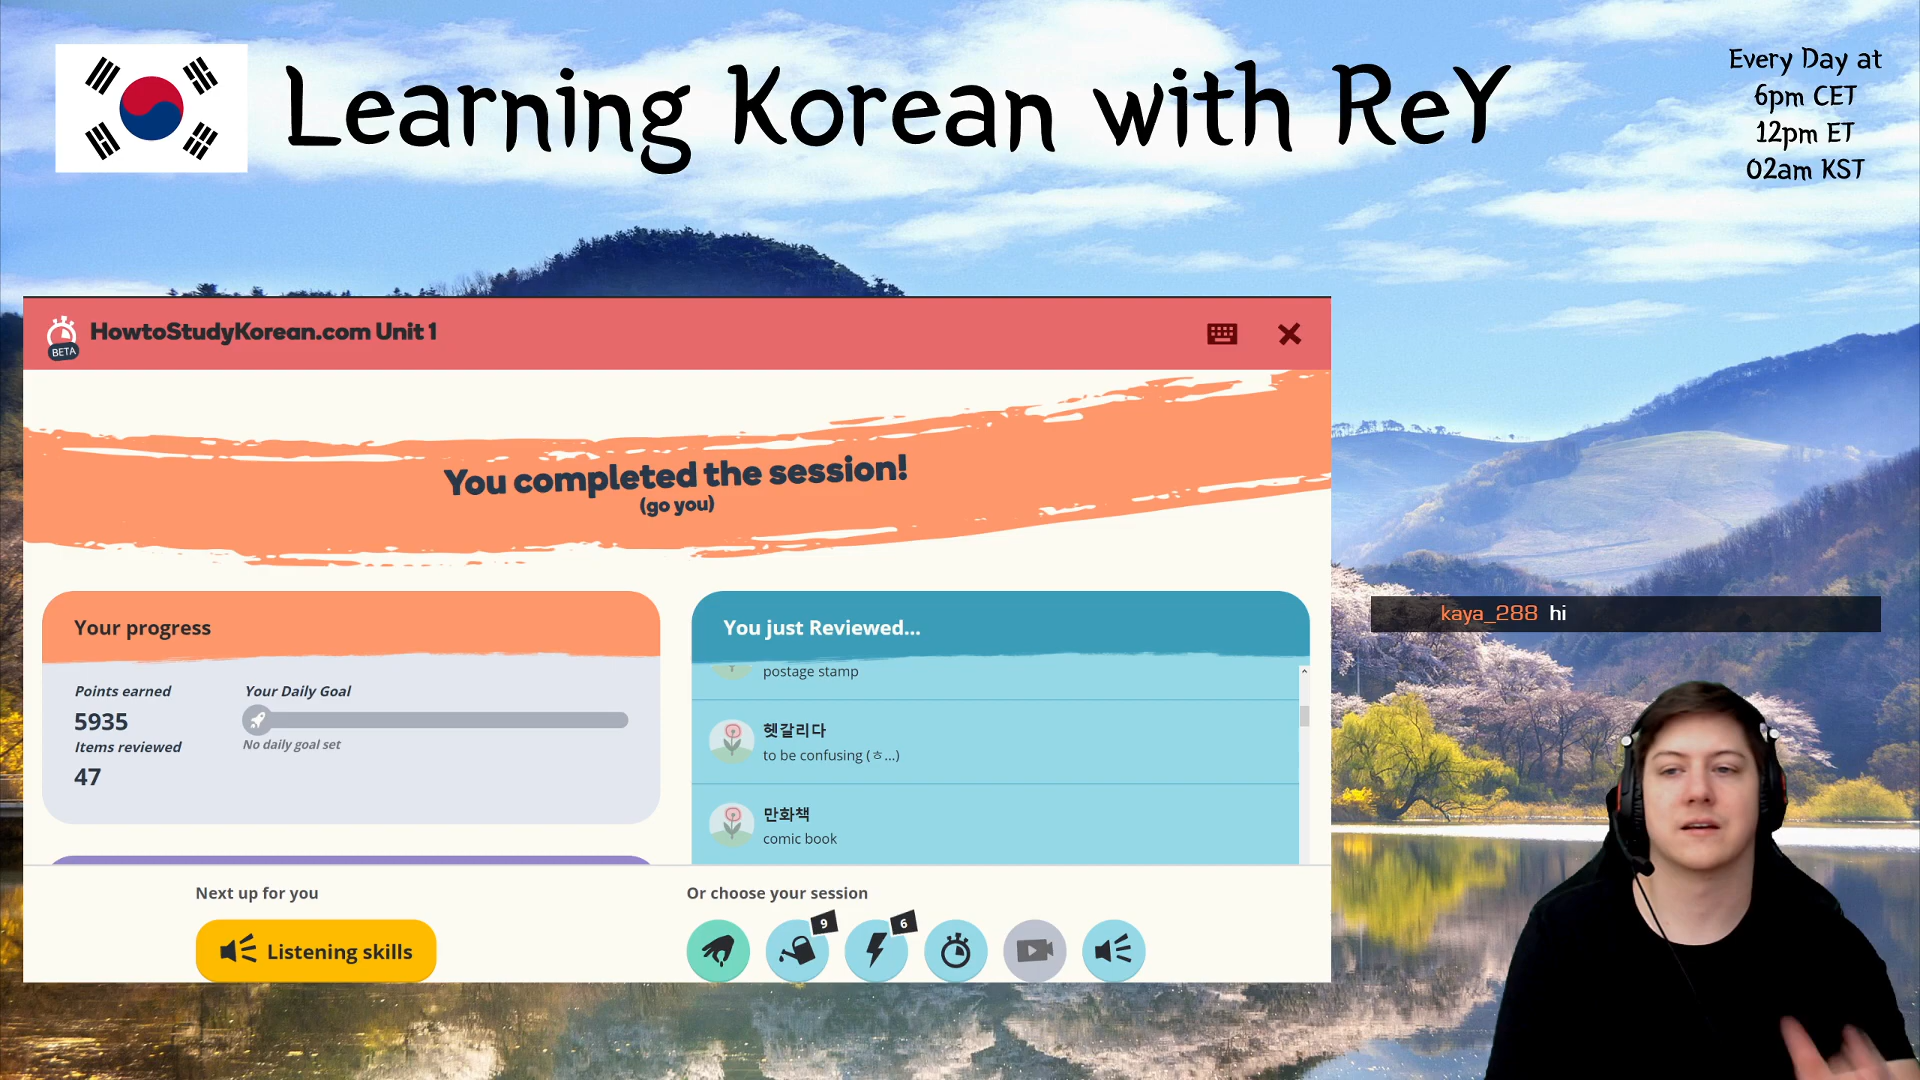 Learning Korean with ReY
Every Day at
6pm CET
12pm ET
02am KST
BETA
HowtoStudyKorean.com Unit 1
You completed the session!
(go you)
Your progress
Points earned
5935
Items reviewed
47
Your Daily Goal
No daily goal set
You just Reviewed...
postage stamp
헷갈리다
to be confusing (ㅎ...)
만화책
comic book
kaya_288 hi
Next up for you
Listening skills
Or choose your session
9
6